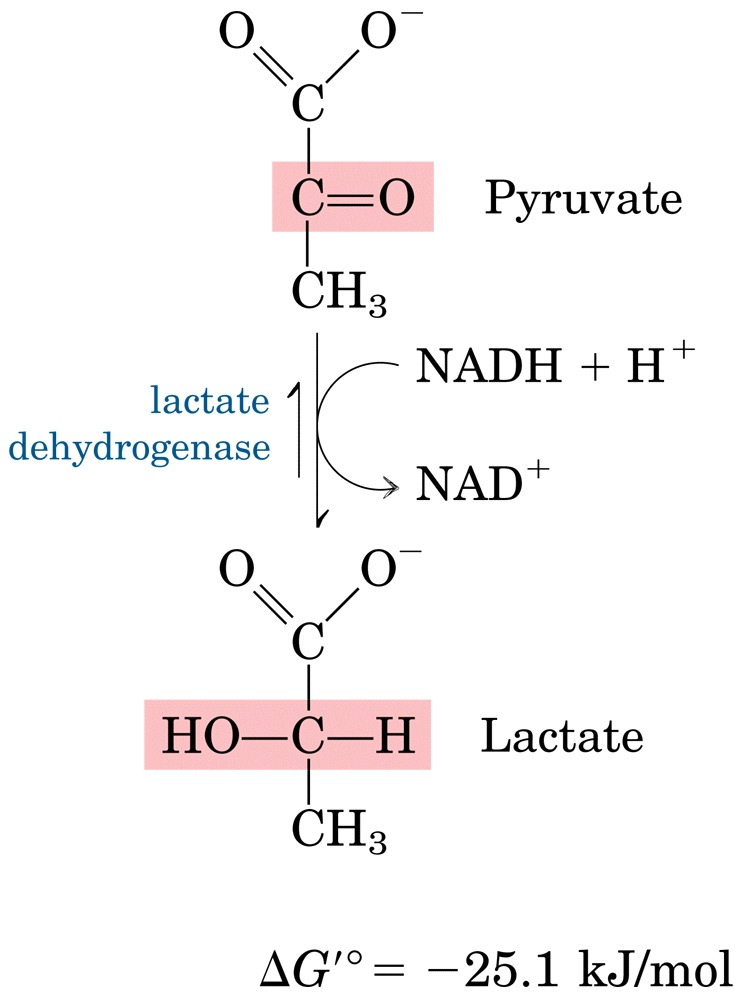 O O⁻
C
C=O Pyruvate
CH₃
NADH + H⁺
lactate
dehydrogenase
NAD⁺
O O⁻
C
HO—C—H Lactate
CH₃
ΔG′° = −25.1 kJ/mol